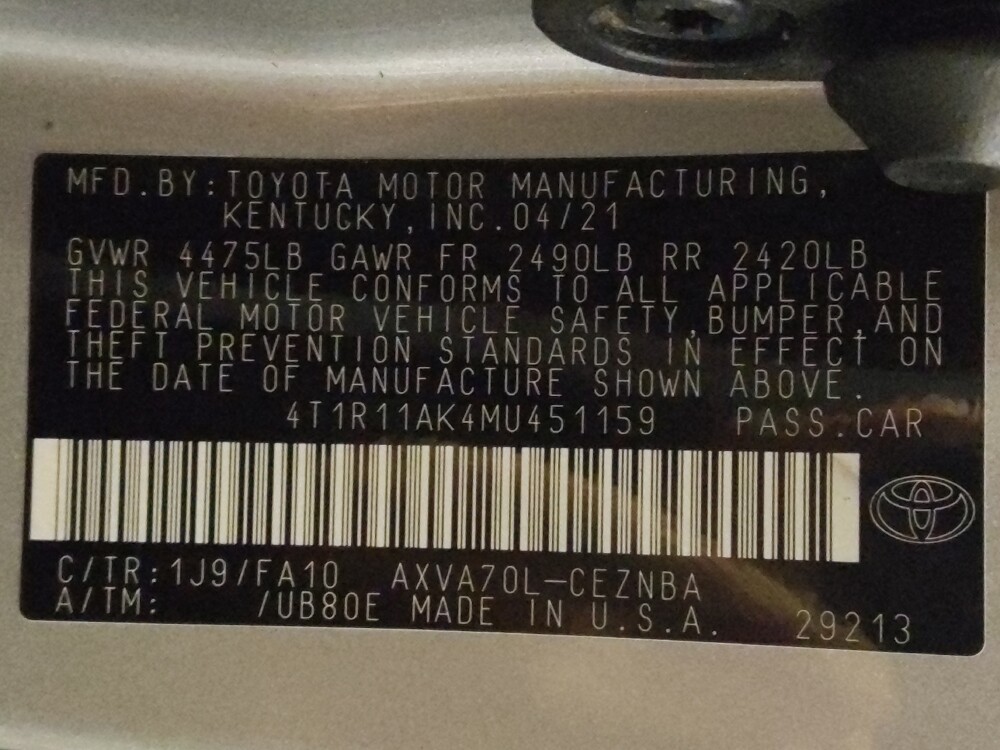 MFD.BY:TOYOTA MOTOR MANUFACTURING,
KENTUCKY,INC.04/21
GVWR 4475LB GAWR FR 2490LB RR 2420LB
THIS VEHICLE CONFORMS TO ALL APPLICABLE
FEDERAL MOTOR VEHICLE SAFETY,BUMPER,AND
THEFT PREVENTION STANDARDS IN EFFECT ON
THE DATE OF MANUFACTURE SHOWN ABOVE.
4T1R11AK4MU451159 PASS.CAR
C/TR:1J9/FA10 AXVA70L-CEZNBA
A/TM: /UB80E MADE IN U.S.A. 29213